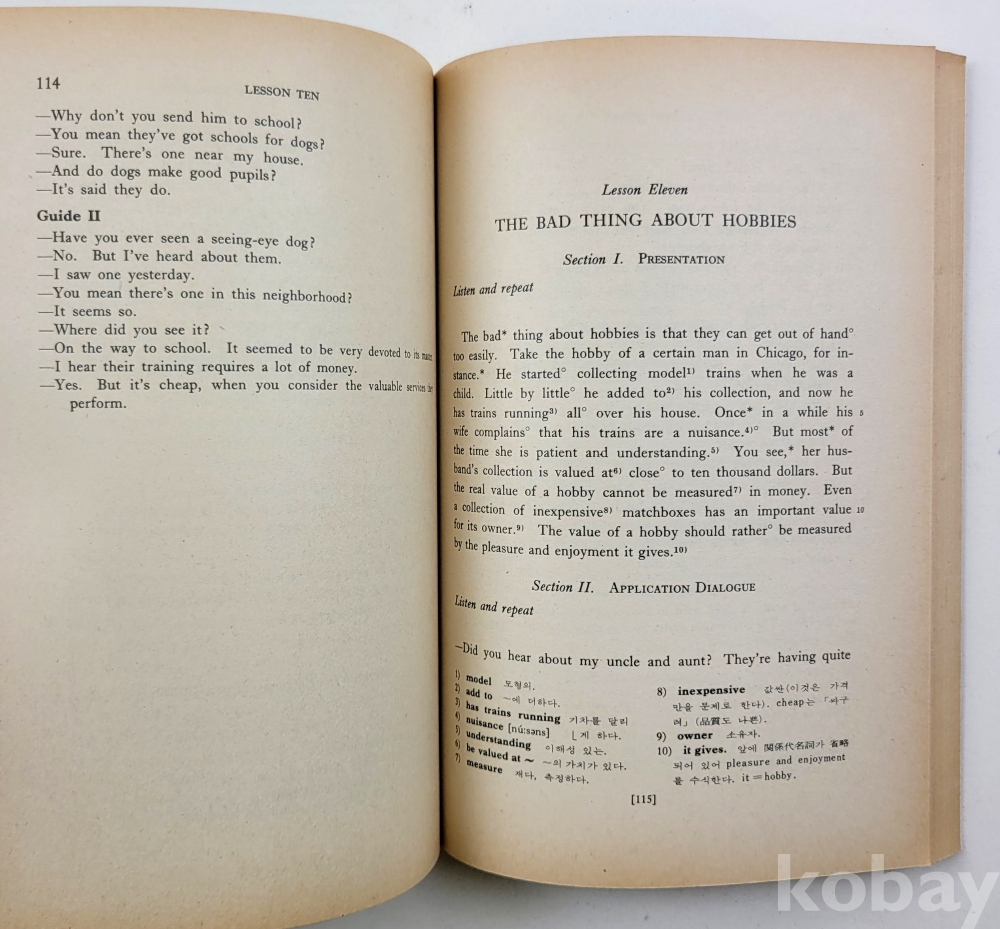 114
LESSON TEN
—Why don't you send him to school?
—You mean they've got schools for dogs?
—Sure. There's one near my house.
—And do dogs make good pupils?
—It's said they do.
Guide II
—Have you ever seen a seeing-eye dog?
—No. But I've heard about them.
—I saw one yesterday.
—You mean there's one in this neighborhood?
—It seems so.
—Where did you see it?
—On the way to school. It seemed to be very devoted to its master.
—I hear their training requires a lot of money.
—Yes. But it's cheap, when you consider the valuable services they
perform.
Lesson Eleven
THE BAD THING ABOUT HOBBIES
Section I. PRESENTATION
Listen and repeat
The bad* thing about hobbies is that they can get out of hand°
too easily. Take the hobby of a certain man in Chicago, for in-
stance.* He started° collecting model¹⁾ trains when he was a
child. Little by little° he added to²⁾ his collection, and now he
has trains running³⁾ all° over his house. Once* in a while his 5
wife complains° that his trains are a nuisance.⁴⁾° But most* of
the time she is patient and understanding.⁵⁾ You see,* her hus-
band's collection is valued at⁶⁾ close° to ten thousand dollars. But
the real value of a hobby cannot be measured⁷⁾ in money. Even
a collection of inexpensive⁸⁾ matchboxes has an important value 10
for its owner.⁹⁾ The value of a hobby should rather° be measured
by the pleasure and enjoyment it gives.¹⁰⁾
Section II. APPLICATION DIALOGUE
Listen and repeat
—Did you hear about my uncle and aunt? They're having quite
1) model 모형의.
2) add to ~에 더하다.
3) has trains running 기차를 달리
4) nuisance [njú:səns] ⌊게 하다.
5) understanding 이해성 있는.
6) be valued at ~ ~의 가치가 있다.
7) measure 재다, 측정하다.
8) inexpensive 값싼(이것은 가격
만을 문제로 한다). cheap는 「싸구
려」(品質도 나쁜).
9) owner 소유자.
10) it gives. 앞에 関係代名詞가 省略
되어 있어 pleasure and enjoyment
를 수식한다. it=hobby.
[115]
kobay